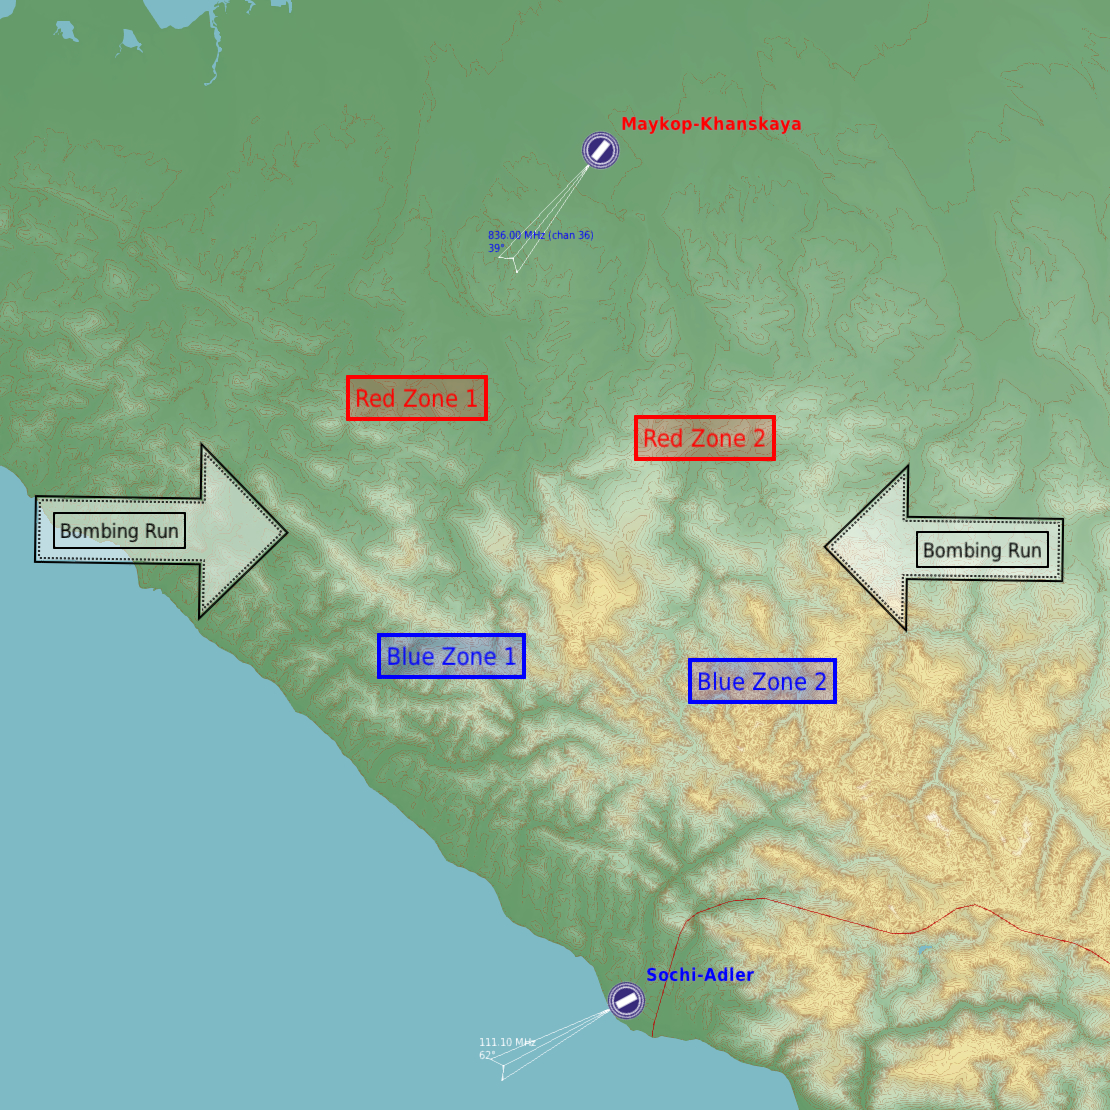 Maykop-Khanskaya
836.00 MHz (chan 36)
39°
Red Zone 1
Red Zone 2
Bombing Run
Bombing Run
Blue Zone 1
Blue Zone 2
Sochi-Adler
111.10 MHz
62°